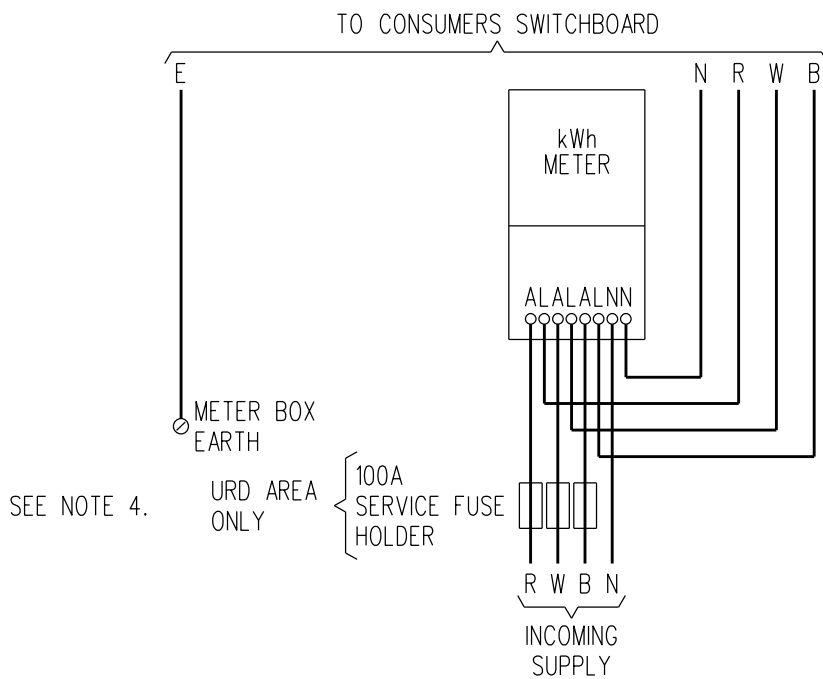 TO CONSUMERS SWITCHBOARD
E
N R W B
kWh
METER
ALALALNN
METER BOX
EARTH
SEE NOTE 4.
URD AREA
ONLY
100A
SERVICE FUSE
HOLDER
R W B N
INCOMING
SUPPLY